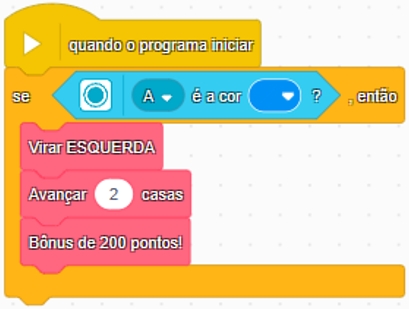 quando o programa iniciar
se A é a cor ? , então
Virar ESQUERDA
Avançar 2 casas
Bônus de 200 pontos!